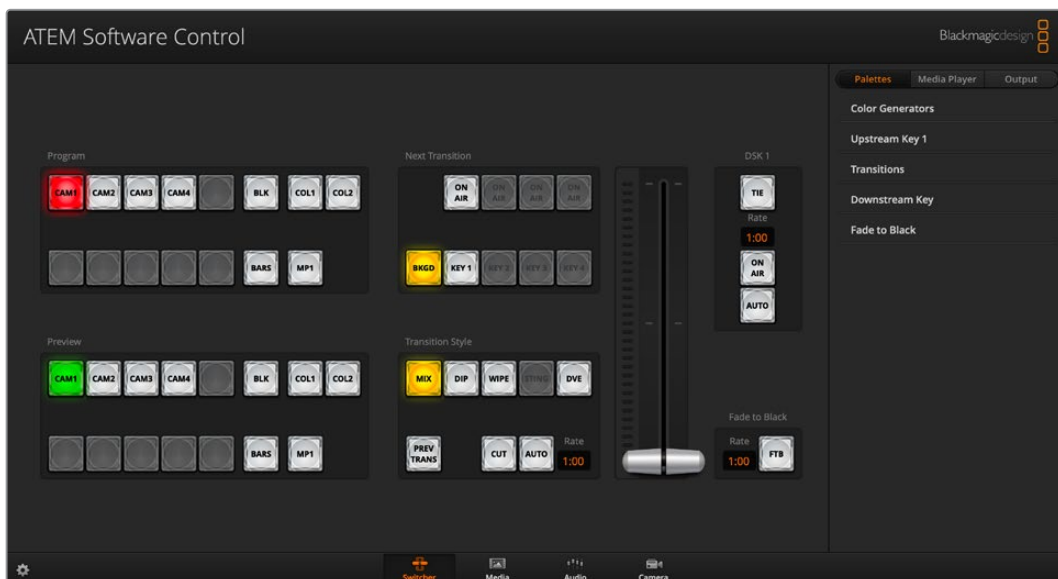 ATEM Software Control
Blackmagicdesign
Palettes Media Player Output
Color Generators
Upstream Key 1
Transitions
Downstream Key
Fade to Black
Program
CAM1 CAM2 CAM3 CAM4 BLK COL1 COL2
BARS MP1
Next Transition
ON AIR ON AIR ON AIR ON AIR
BKGD KEY 1 KEY 2 KEY 3 KEY 4
DSK 1
TIE
Rate
1:00
ON AIR
AUTO
Preview
CAM1 CAM2 CAM3 CAM4 BLK COL1 COL2
BARS MP1
Transition Style
MIX DIP WIPE STING DVE
PREV TRANS CUT AUTO Rate 1:00
Fade to Black
Rate 1:00 FTB
Switcher Media Audio Camera